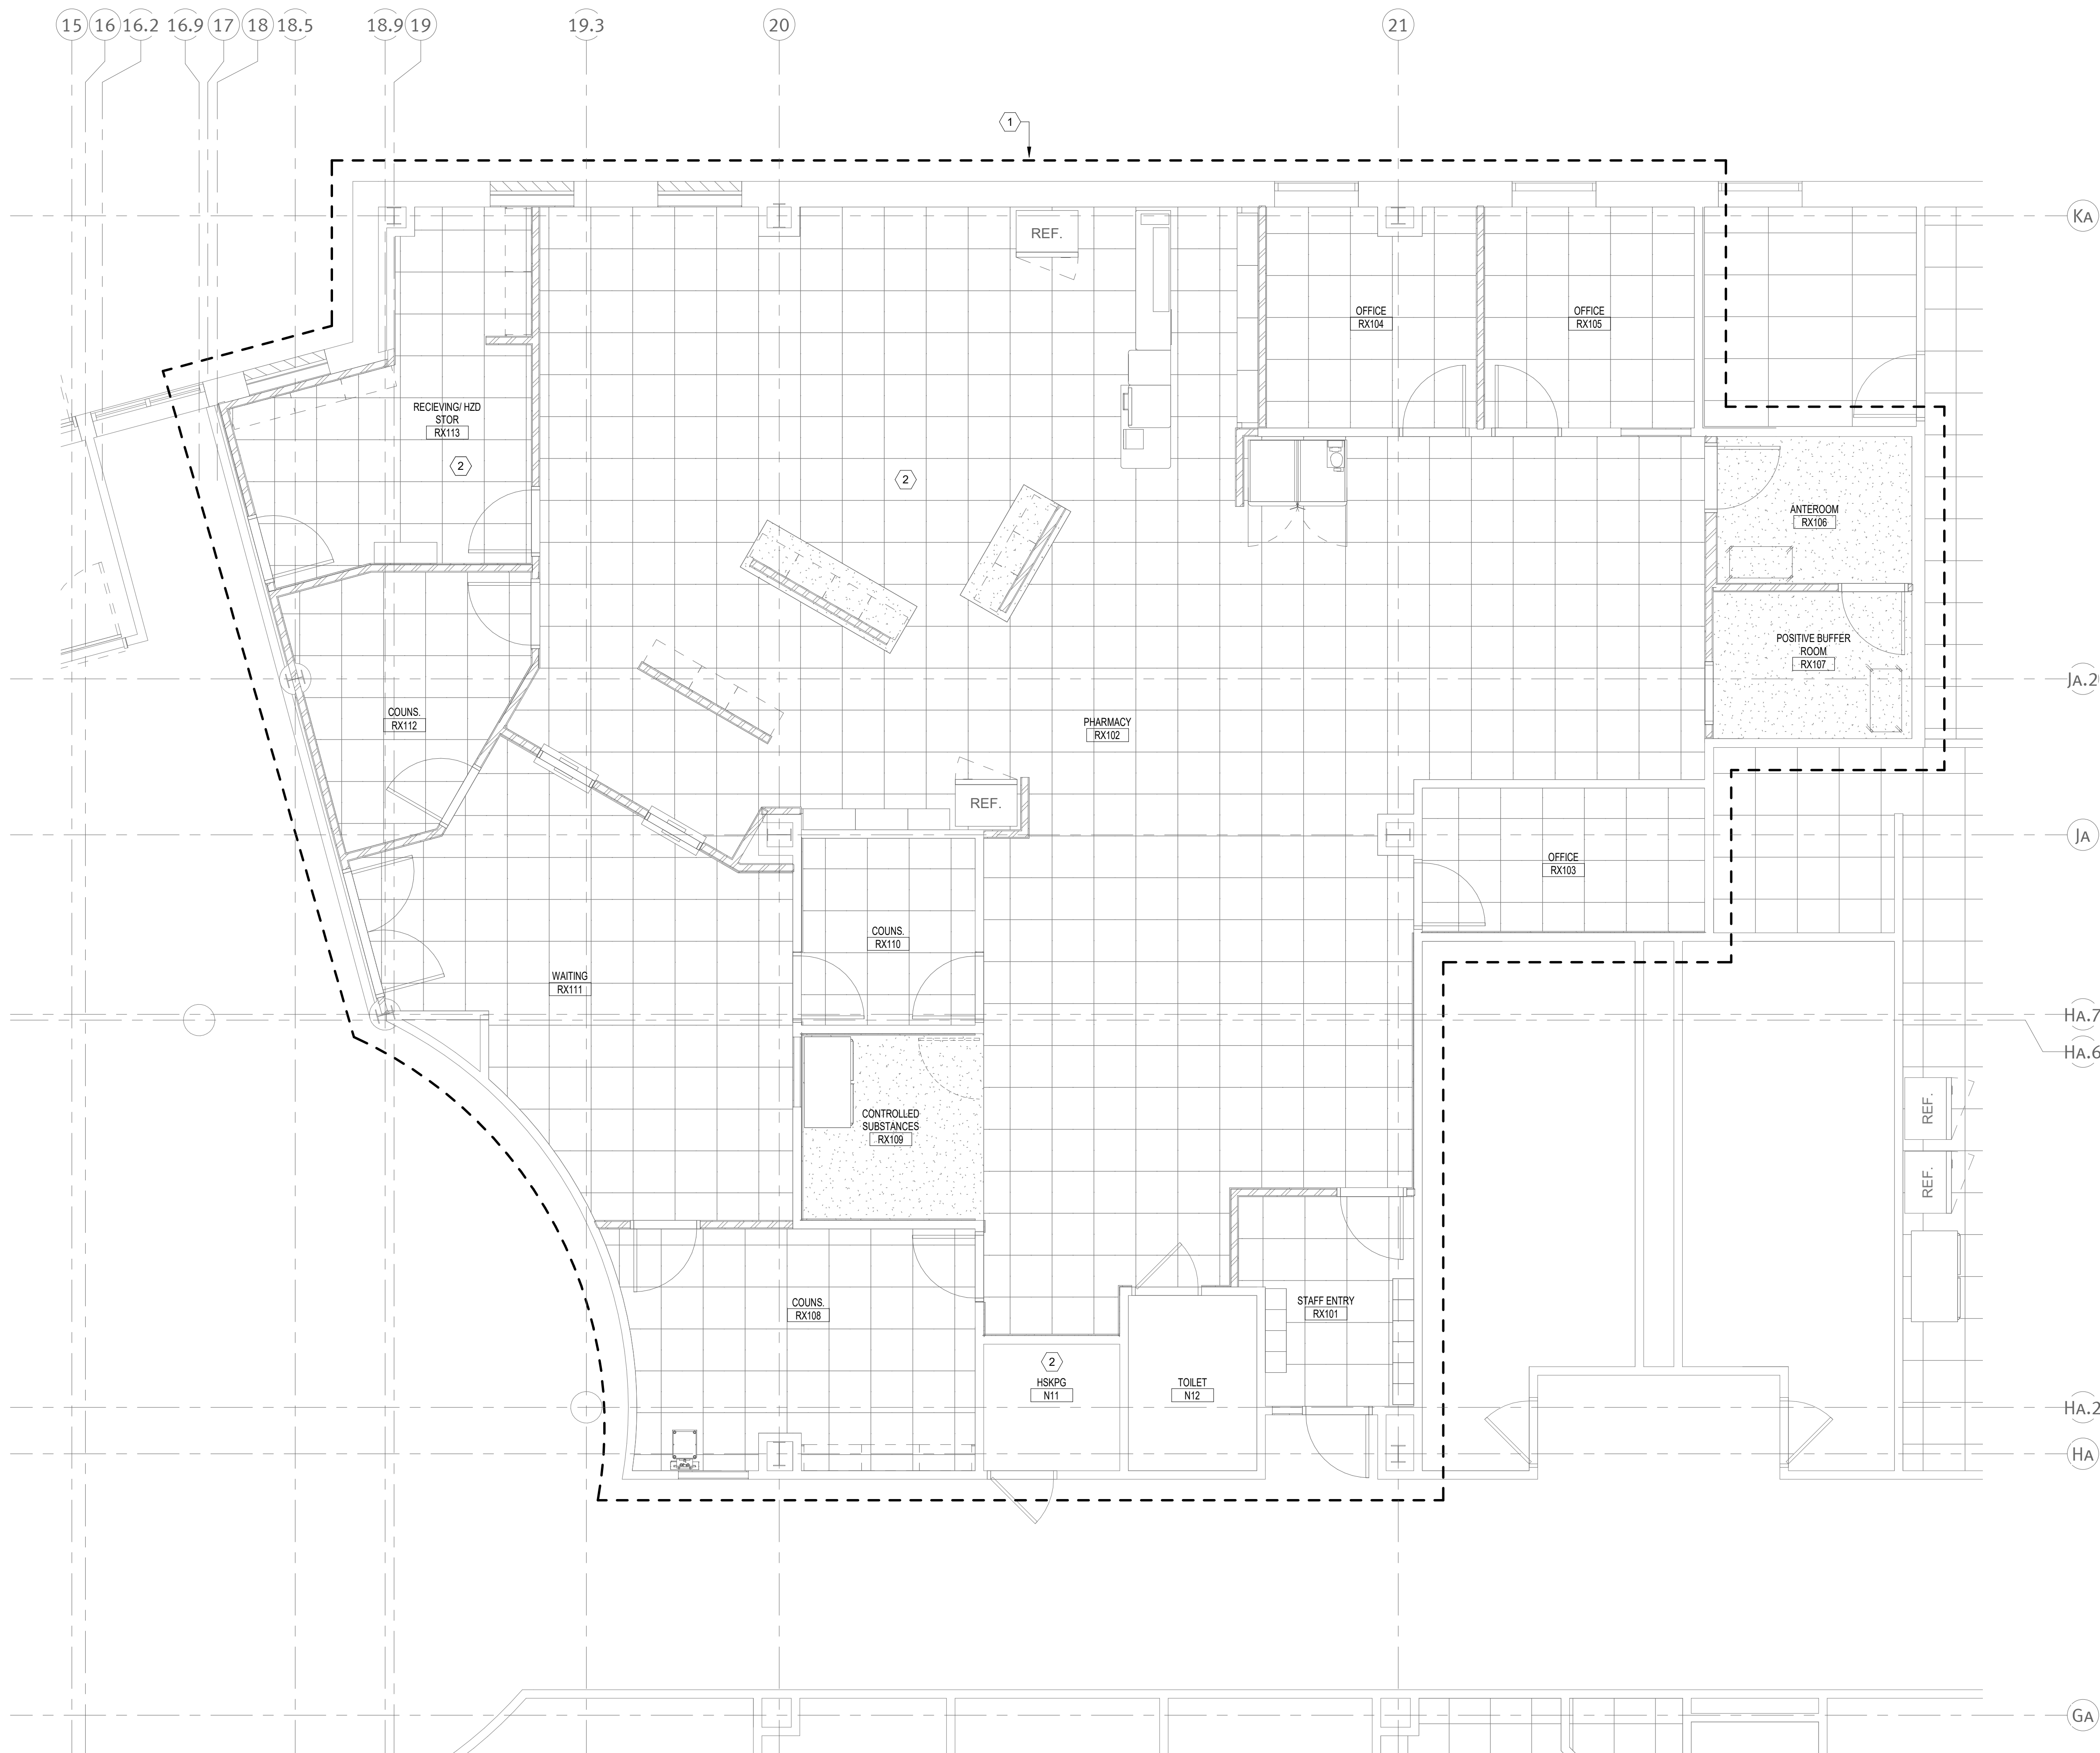 15
16
16.2
16.9
17
18
18.5
18.9
19
19.3
20
21
1
KA
REF.
OFFICE
RX104
OFFICE
RX105
RECIEVING/ HZD
STOR
RX113
2
2
ANTEROOM
RX106
POSITIVE BUFFER
ROOM
RX107
JA.2
COUNS.
RX112
PHARMACY
RX102
REF.
JA
OFFICE
RX103
COUNS.
RX110
WAITING
RX111
HA.7
HA.6
CONTROLLED
SUBSTANCES
RX109
REF.
REF.
COUNS.
RX108
STAFF ENTRY
RX101
2
HSKPG
N11
TOILET
N12
HA.2
HA
GA